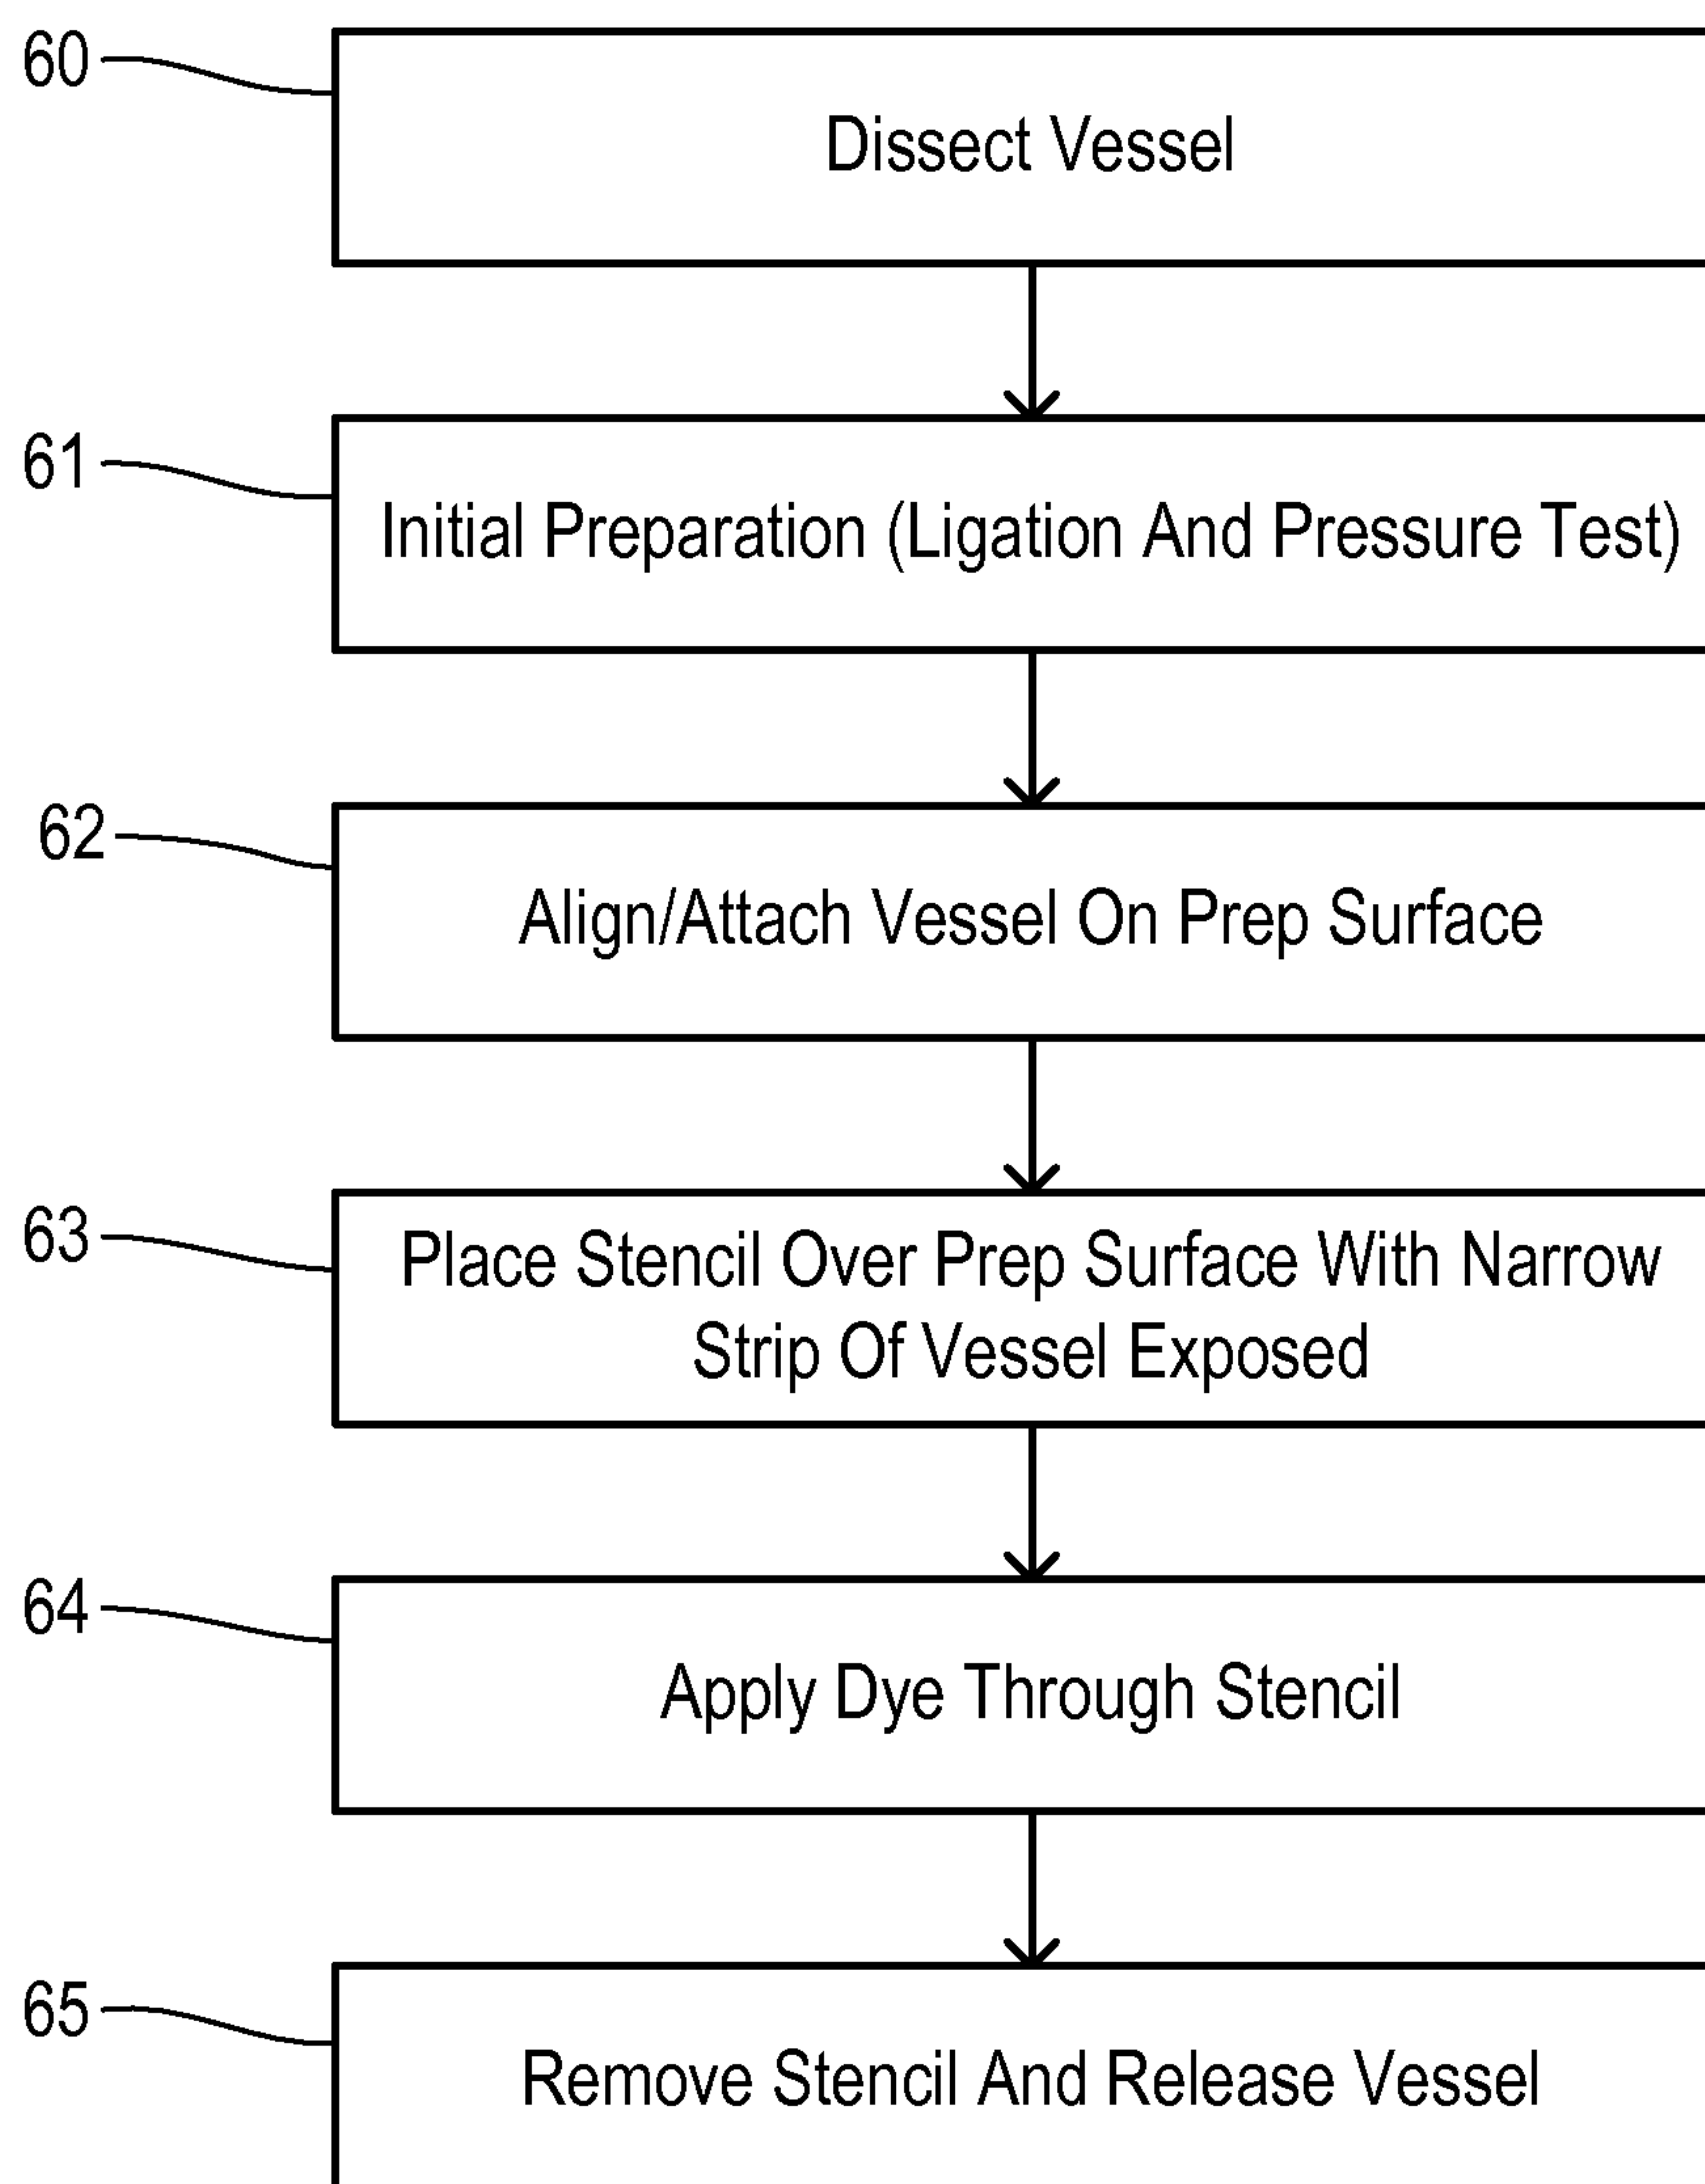 60
Dissect Vessel
61
Initial Preparation (Ligation And Pressure Test)
62
Align/Attach Vessel On Prep Surface
63
Place Stencil Over Prep Surface With Narrow
Strip Of Vessel Exposed
64
Apply Dye Through Stencil
65
Remove Stencil And Release Vessel